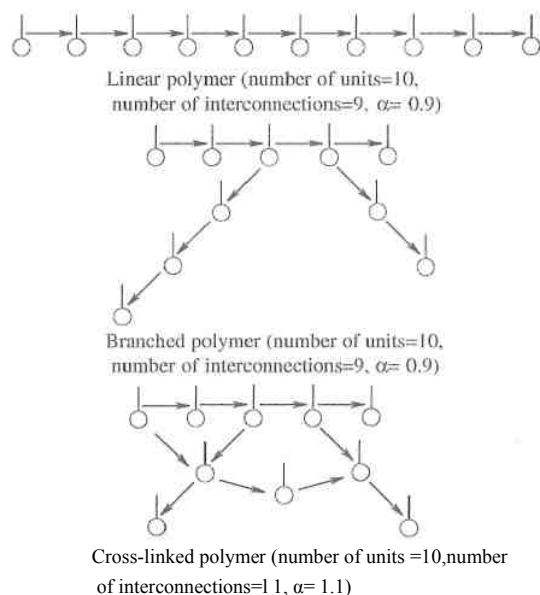 Linear polymer (number of units=10,
number of interconnections=9, α= 0.9)
Branched polymer (number of units=10,
number of interconnections=9, α= 0.9)
Cross-linked polymer (number of units =10,number
of interconnections=l 1, α= 1.1)